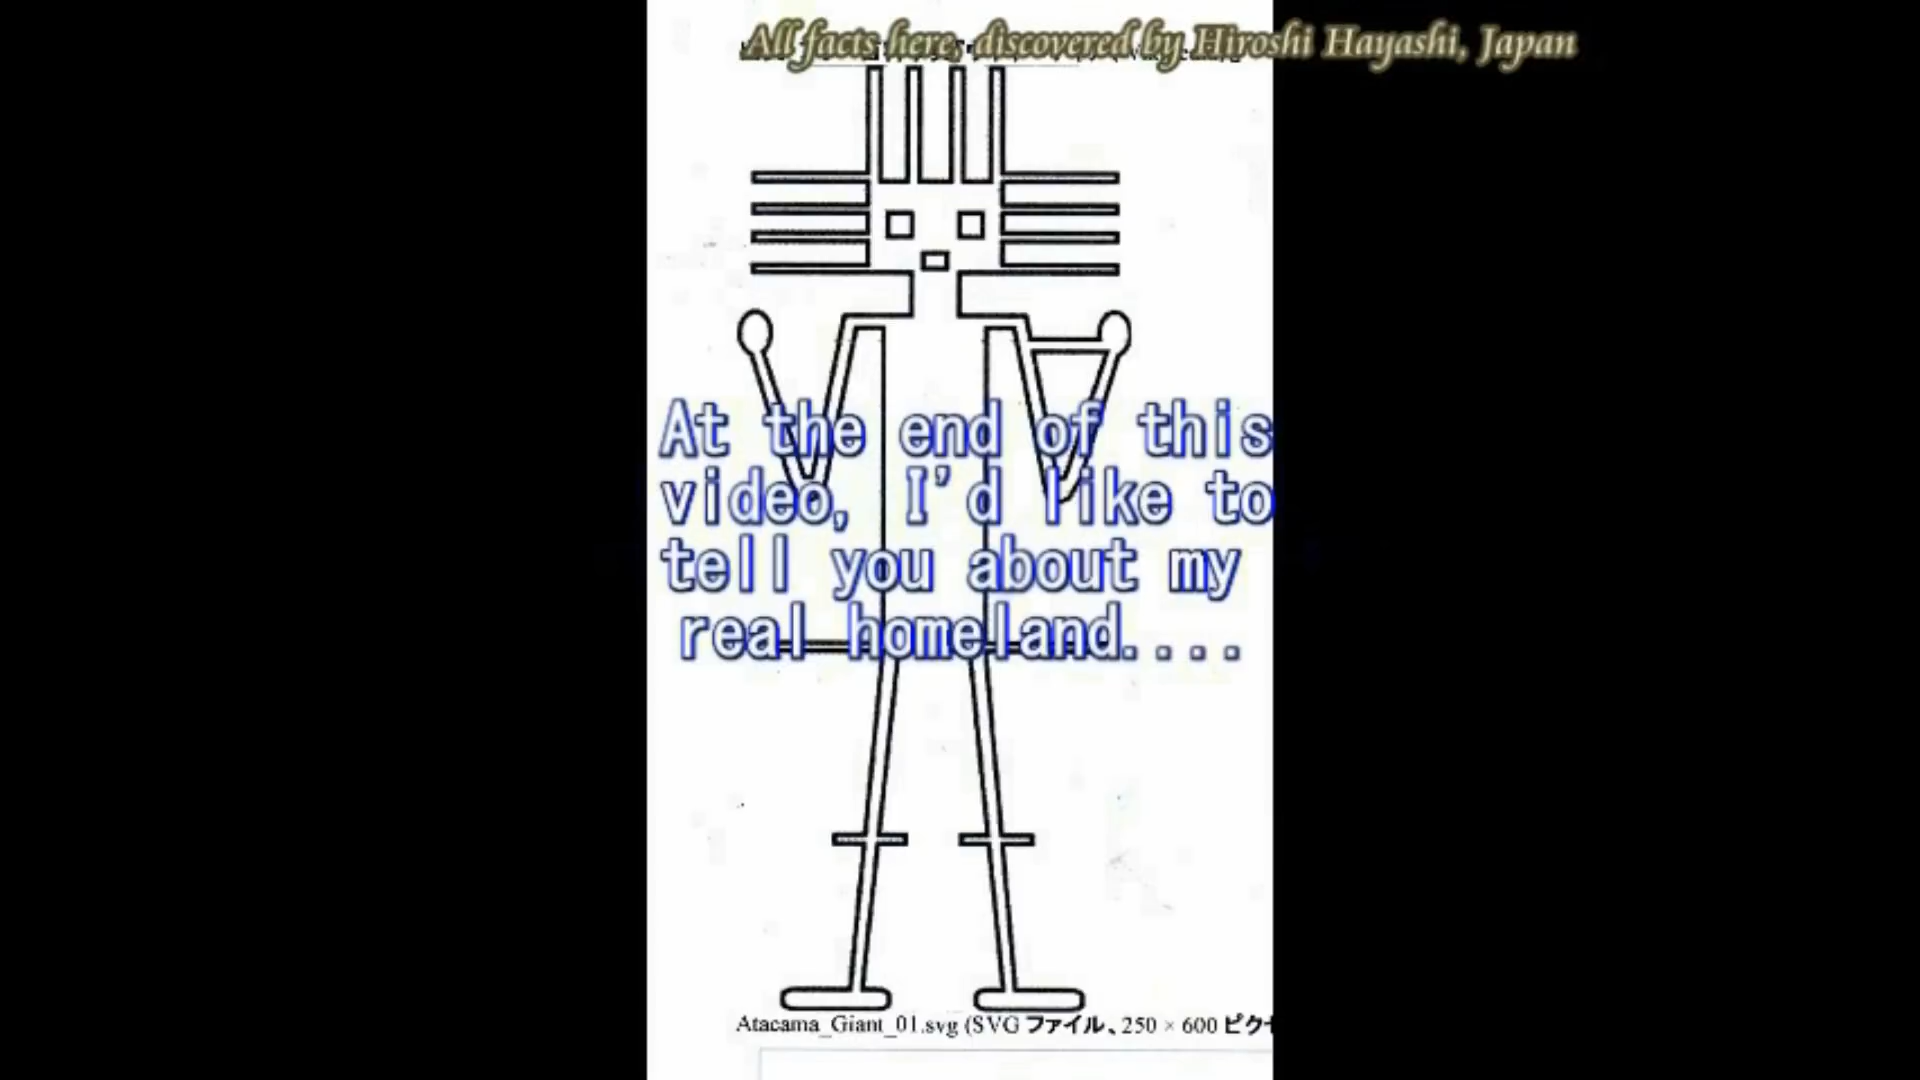 All facts here, discovered by Hiroshi Hayashi, Japan
At the end of this
video, I'd like to
tell you about my
real homeland....
Atacama_Giant_01.svg (SVG ファイル、250 × 600 ピクセ